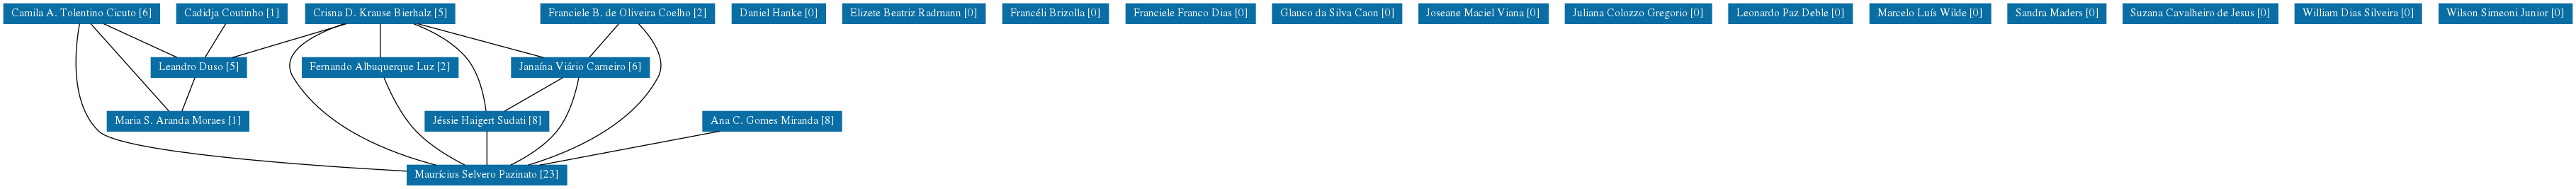 Camila A. Tolentino Cicuto [6]
Cadidja Coutinho [1]
Crisna D. Krause Bierhalz [5]
Franciele B. de Oliveira Coelho [2]
Daniel Hanke [0]
Elizete Beatriz Radmann [0]
Francéli Brizolla [0]
Franciele Franco Dias [0]
Glauco da Silva Caon [0]
Joseane Maciel Viana [0]
Juliana Colozzo Gregorio [0]
Leonardo Paz Deble [0]
Marcelo Luís Wilde [0]
Sandra Maders [0]
Suzana Cavalheiro de Jesus [0]
William Dias Silveira [0]
Wilson Simeoni Junior [0]
Leandro Duso [5]
Fernando Albuquerque Luz [2]
Janaína Viário Carneiro [6]
Maria S. Aranda Moraes [1]
Jéssie Haigert Sudati [8]
Ana C. Gomes Miranda [8]
Maurícius Selvero Pazinato [23]